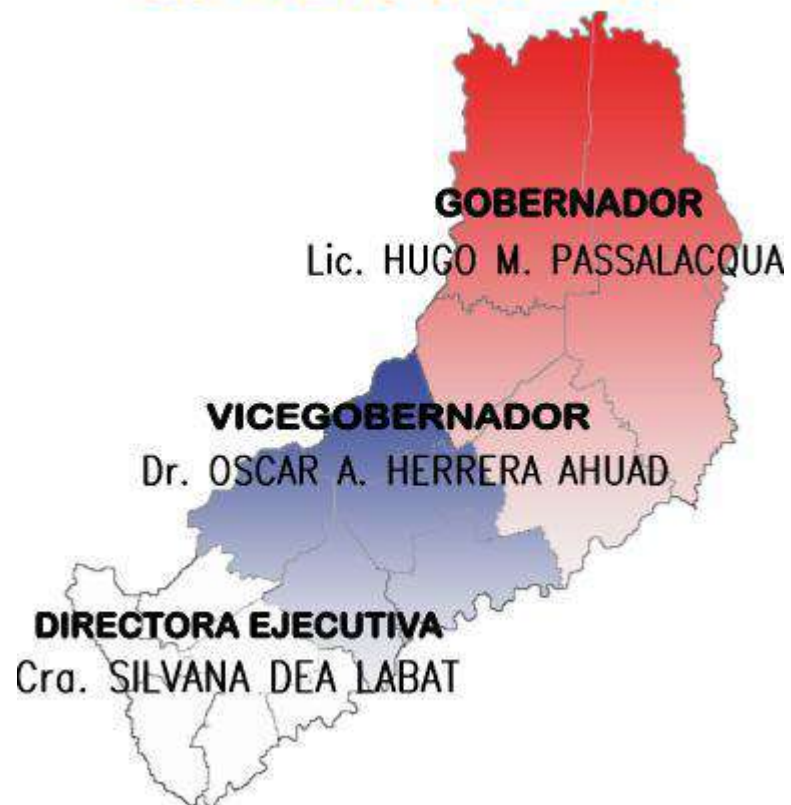 GOBERNADOR
Lic. HUGO M. PASSALACQUA
VICEGOBERNADOR
Dr. OSCAR A. HERRERA AHUAD
DIRECTORA EJECUTIVA
Cra. SILVANA DEA LABAT